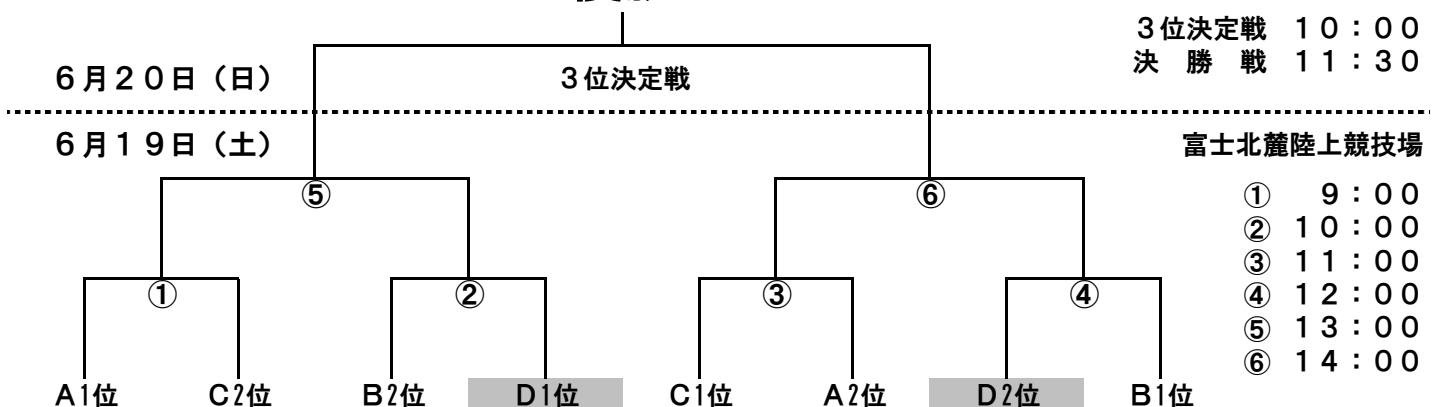 3位決定戦 10:00
決勝戦 11:30
6月20日(日)
3位決定戦
6月19日(土)
富士北麓陸上競技場
⑤
⑥
① 9:00
② 10:00
③ 11:00
④ 12:00
⑤ 13:00
⑥ 14:00
①
②
③
④
A1位 C2位 B2位 D1位 C1位 A2位 D2位 B1位